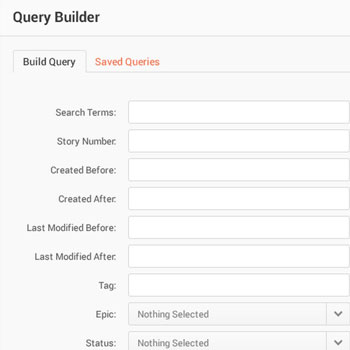 Query Builder
Build Query
Saved Queries
Search Terms:
Story Number:
Created Before:
Created After:
Last Modified Before:
Last Modified After:
Tag:
Epic: Nothing Selected
Status: Nothing Selected